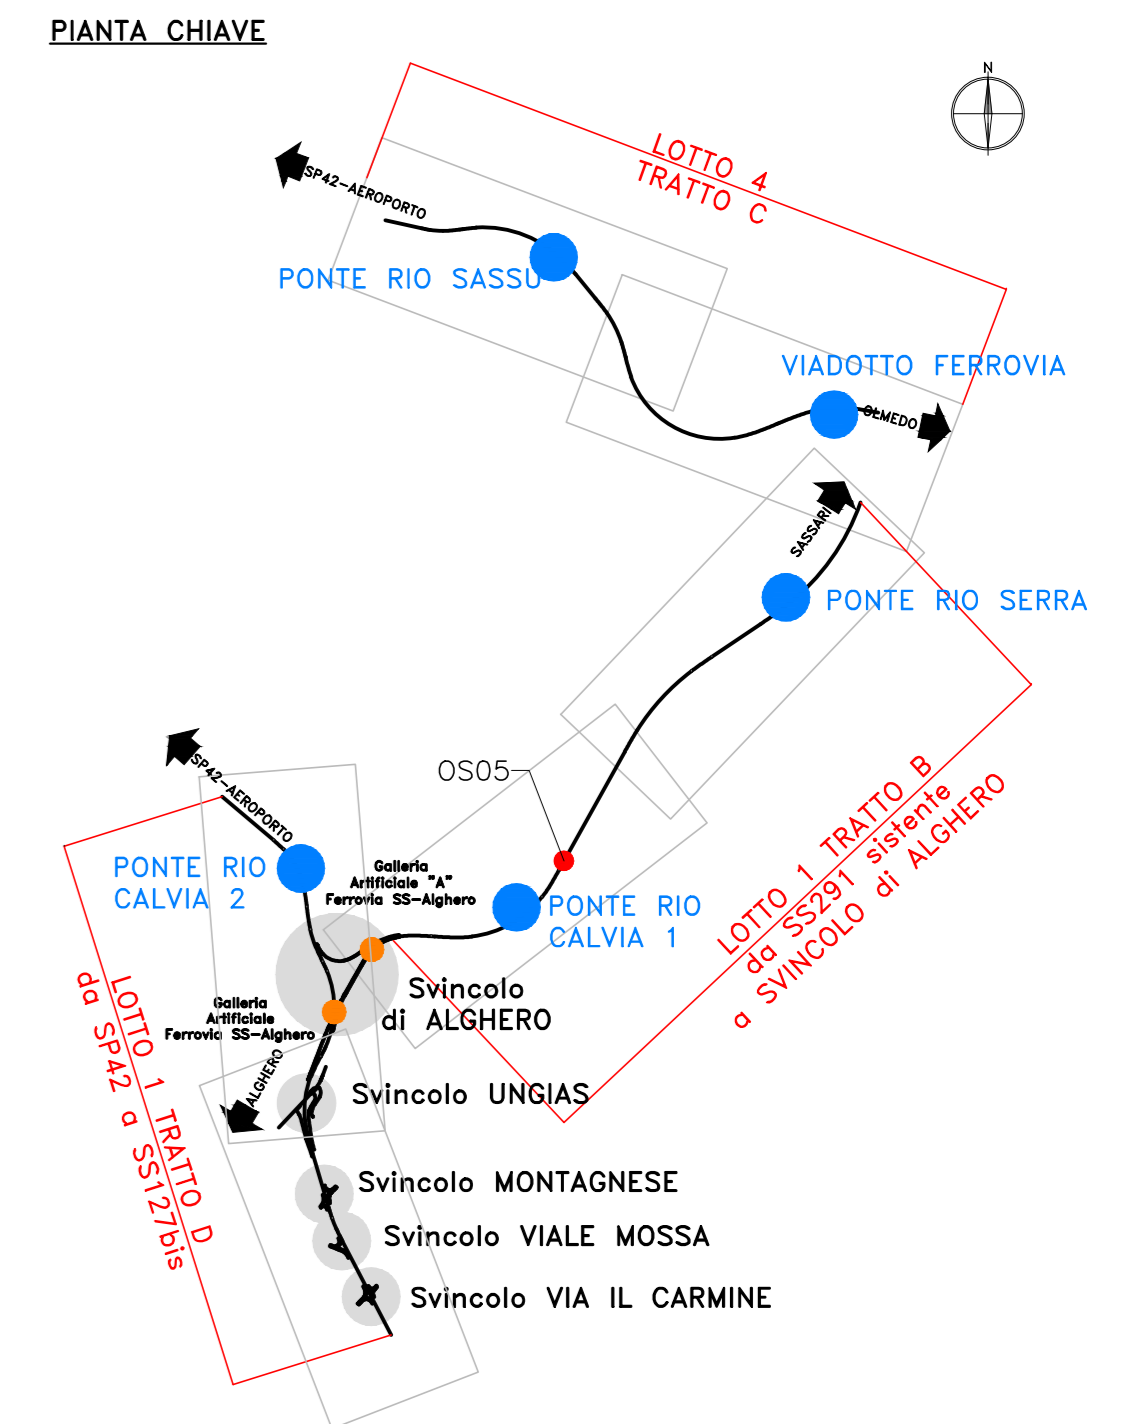 PIANTA CHIAVE
N
LOTTO 4
TRATTO C
SP42-AEROPORTO
PONTE RIO SASSU
VIADOTTO FERROVIA
OLMEDO
SASSARI
PONTE RIO SERRA
OS05
SP42-AEROPORTO
PONTE RIO
CALVIA 2
Galleria
Artificiale "A"
Ferrovia SS-Alghero
PONTE RIO
CALVIA 1
LOTTO 1 TRATTO B
da SS291 sistente
a SVINCOLO di ALGHERO
Svincolo
di ALGHERO
Galleria
Artificiale
Ferrovia SS-Alghero
ALGHERO
LOTTO 1 TRATTO D
da SP42 a SS127bis
Svincolo UNGIAS
Svincolo MONTAGNESE
Svincolo VIALE MOSSA
Svincolo VIA IL CARMINE